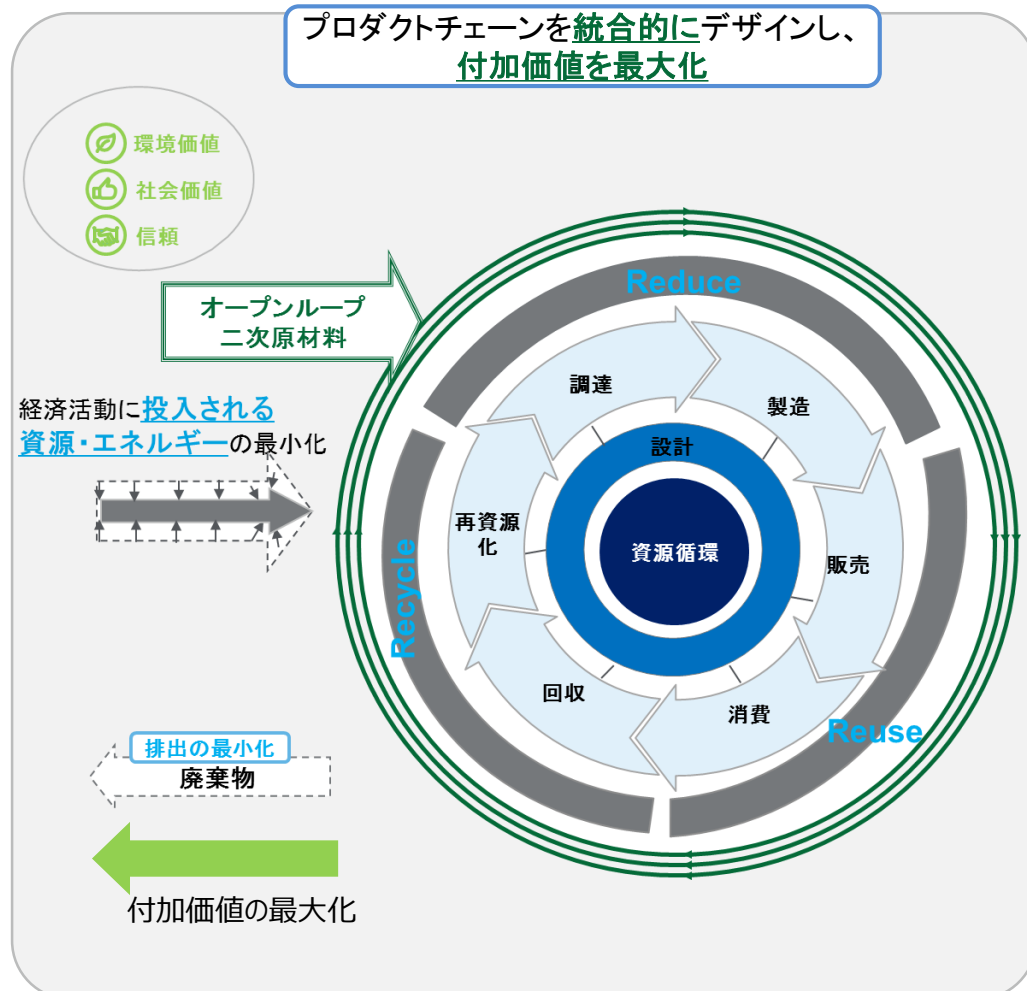 プロダクトチェーンを統合的にデザインし、
付加価値を最大化
環境価値
社会価値
信頼
オープンループ
二次原材料
経済活動に投入される
資源・エネルギーの最小化
Reduce
調達
製造
設計
資源循環
再資源
化
販売
Recycle
回収
消費
Reuse
排出の最小化
廃棄物
付加価値の最大化